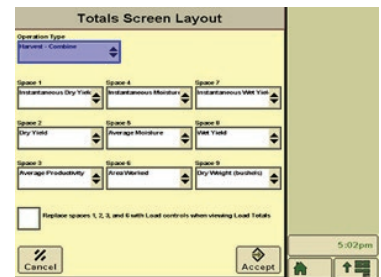 Totals Screen Layout
Operation Type
Harvest - Combine
Space 1
Space 4
Space 7
Instantaneous Dry Yiel
Instantaneous Moisture
Instantaneous Wet Yiel
Space 2
Space 5
Space 8
Dry Yield
Average Moisture
Wet Yield
Space 3
Space 6
Space 9
Average Productivity
Area Worked
Dry Weight (bushels)
Replace spaces 1, 2, 3, and 6 with Load controls when viewing Load Totals
Cancel
Accept
5:02pm